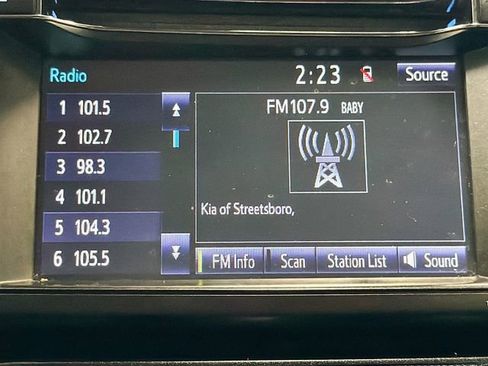 Radio 2:23 Source
1 101.5
2 102.7
3 98.3
4 101.1
5 104.3
6 105.5
FM107.9 BABY
Kia of Streetsboro,
FM Info Scan Station List Sound